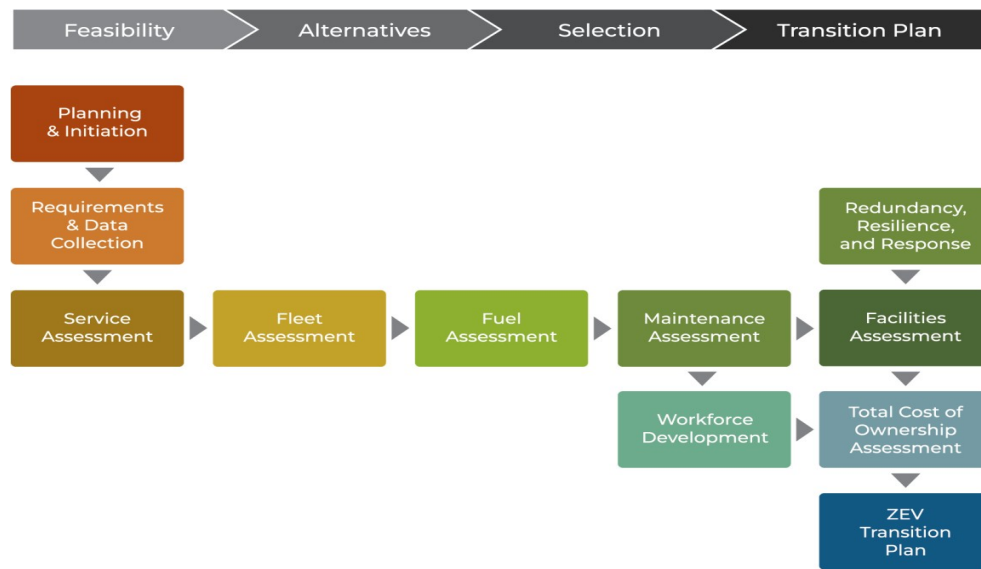 Feasibility
Alternatives
Selection
Transition Plan
Planning
& Initiation
Requirements
& Data
Collection
Redundancy,
Resilience,
and Response
Service
Assessment
Fleet
Assessment
Fuel
Assessment
Maintenance
Assessment
Facilities
Assessment
Workforce
Development
Total Cost of
Ownership
Assessment
ZEV
Transition
Plan